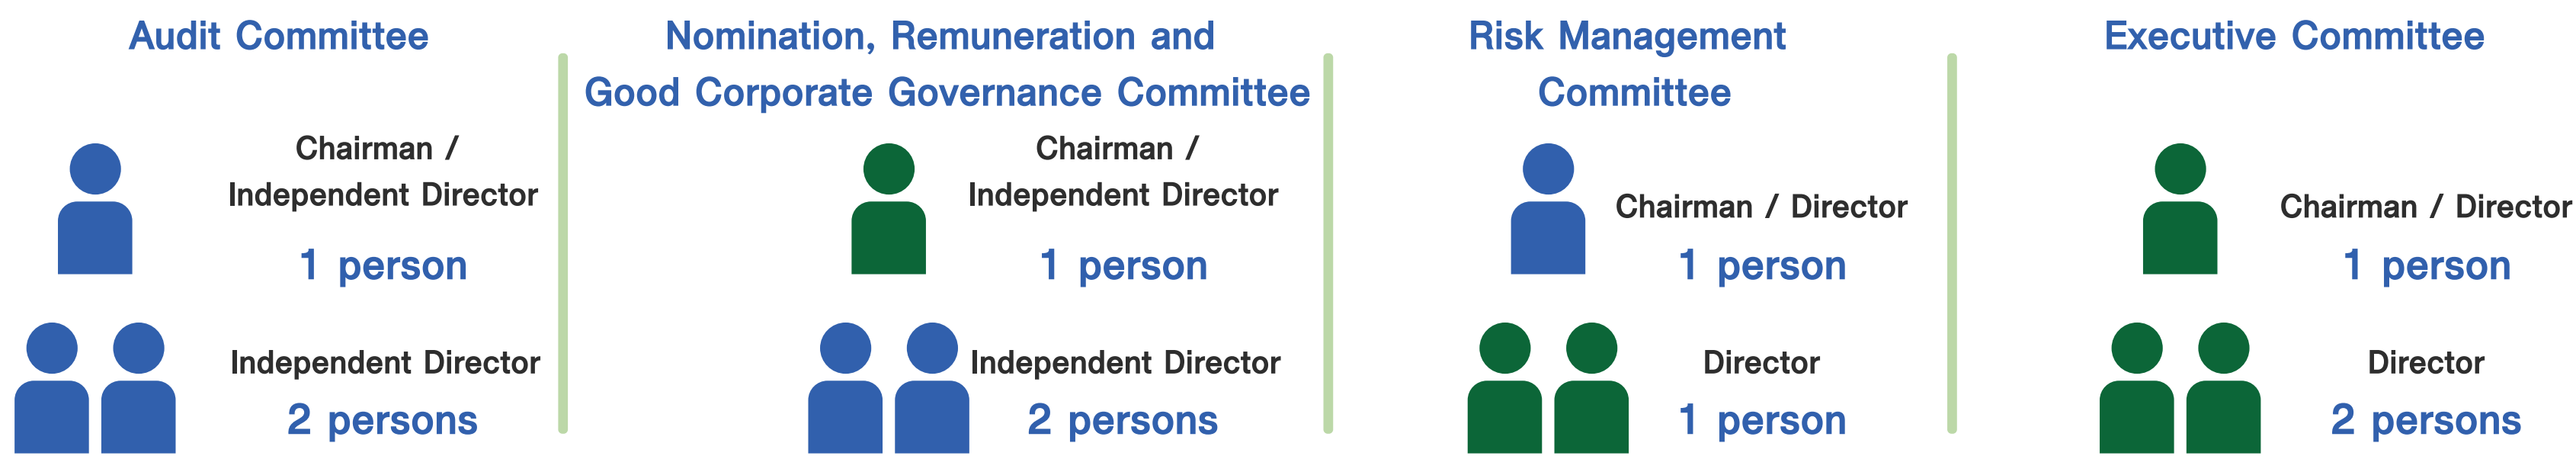 Audit Committee
Chairman /
Independent Director
1 person
Independent Director
2 persons
Nomination, Remuneration and
Good Corporate Governance Committee
Chairman /
Independent Director
1 person
Independent Director
2 persons
Risk Management
Committee
Chairman / Director
1 person
Director
1 person
Executive Committee
Chairman / Director
1 person
Director
2 persons